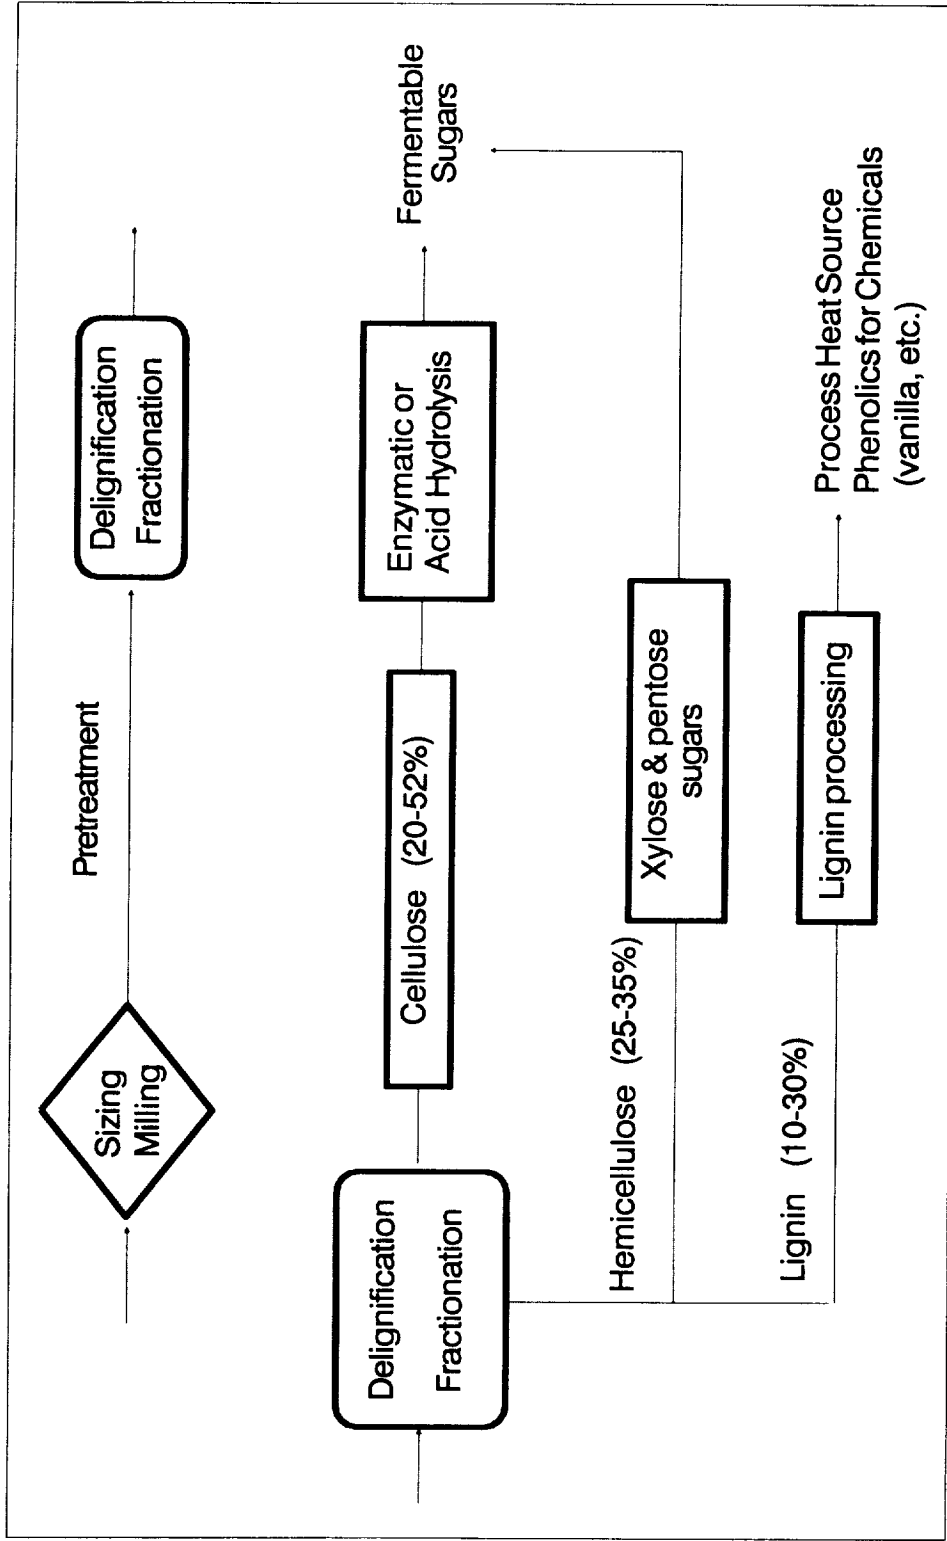 Sizing
Milling
Pretreatment
Delignification
Fractionation
Delignification
Fractionation
Cellulose (20-52%)
Enzymatic or
Acid Hydrolysis
Fermentable
Sugars
Hemicellulose (25-35%)
Xylose & pentose
sugars
Lignin (10-30%)
Lignin processing
Process Heat Source
Phenolics for Chemicals
(vanilla, etc.)